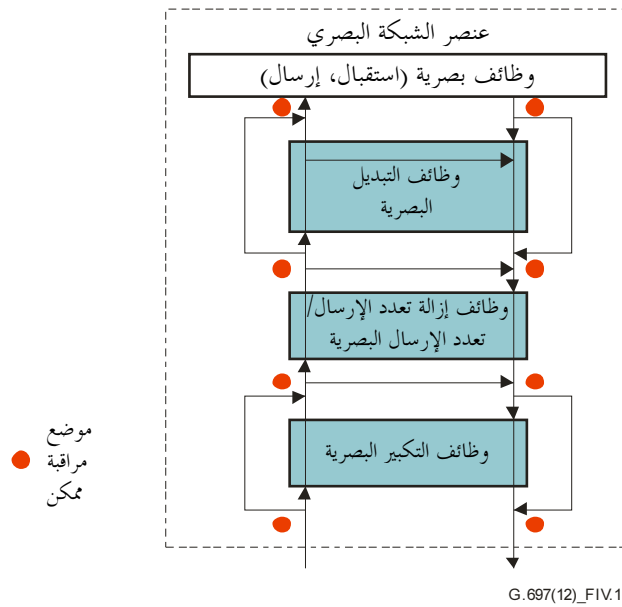 عنصر الشبكة البصري
وظائف بصرية (استقبال، إرسال)
وظائف التبديل
البصرية
وظائف إزالة تعدد الإرسال/
تعدد الإرسال البصرية
وظائف التكبير البصرية
موضع
مراقبة
ممكن
G.697(12)_FIV.1